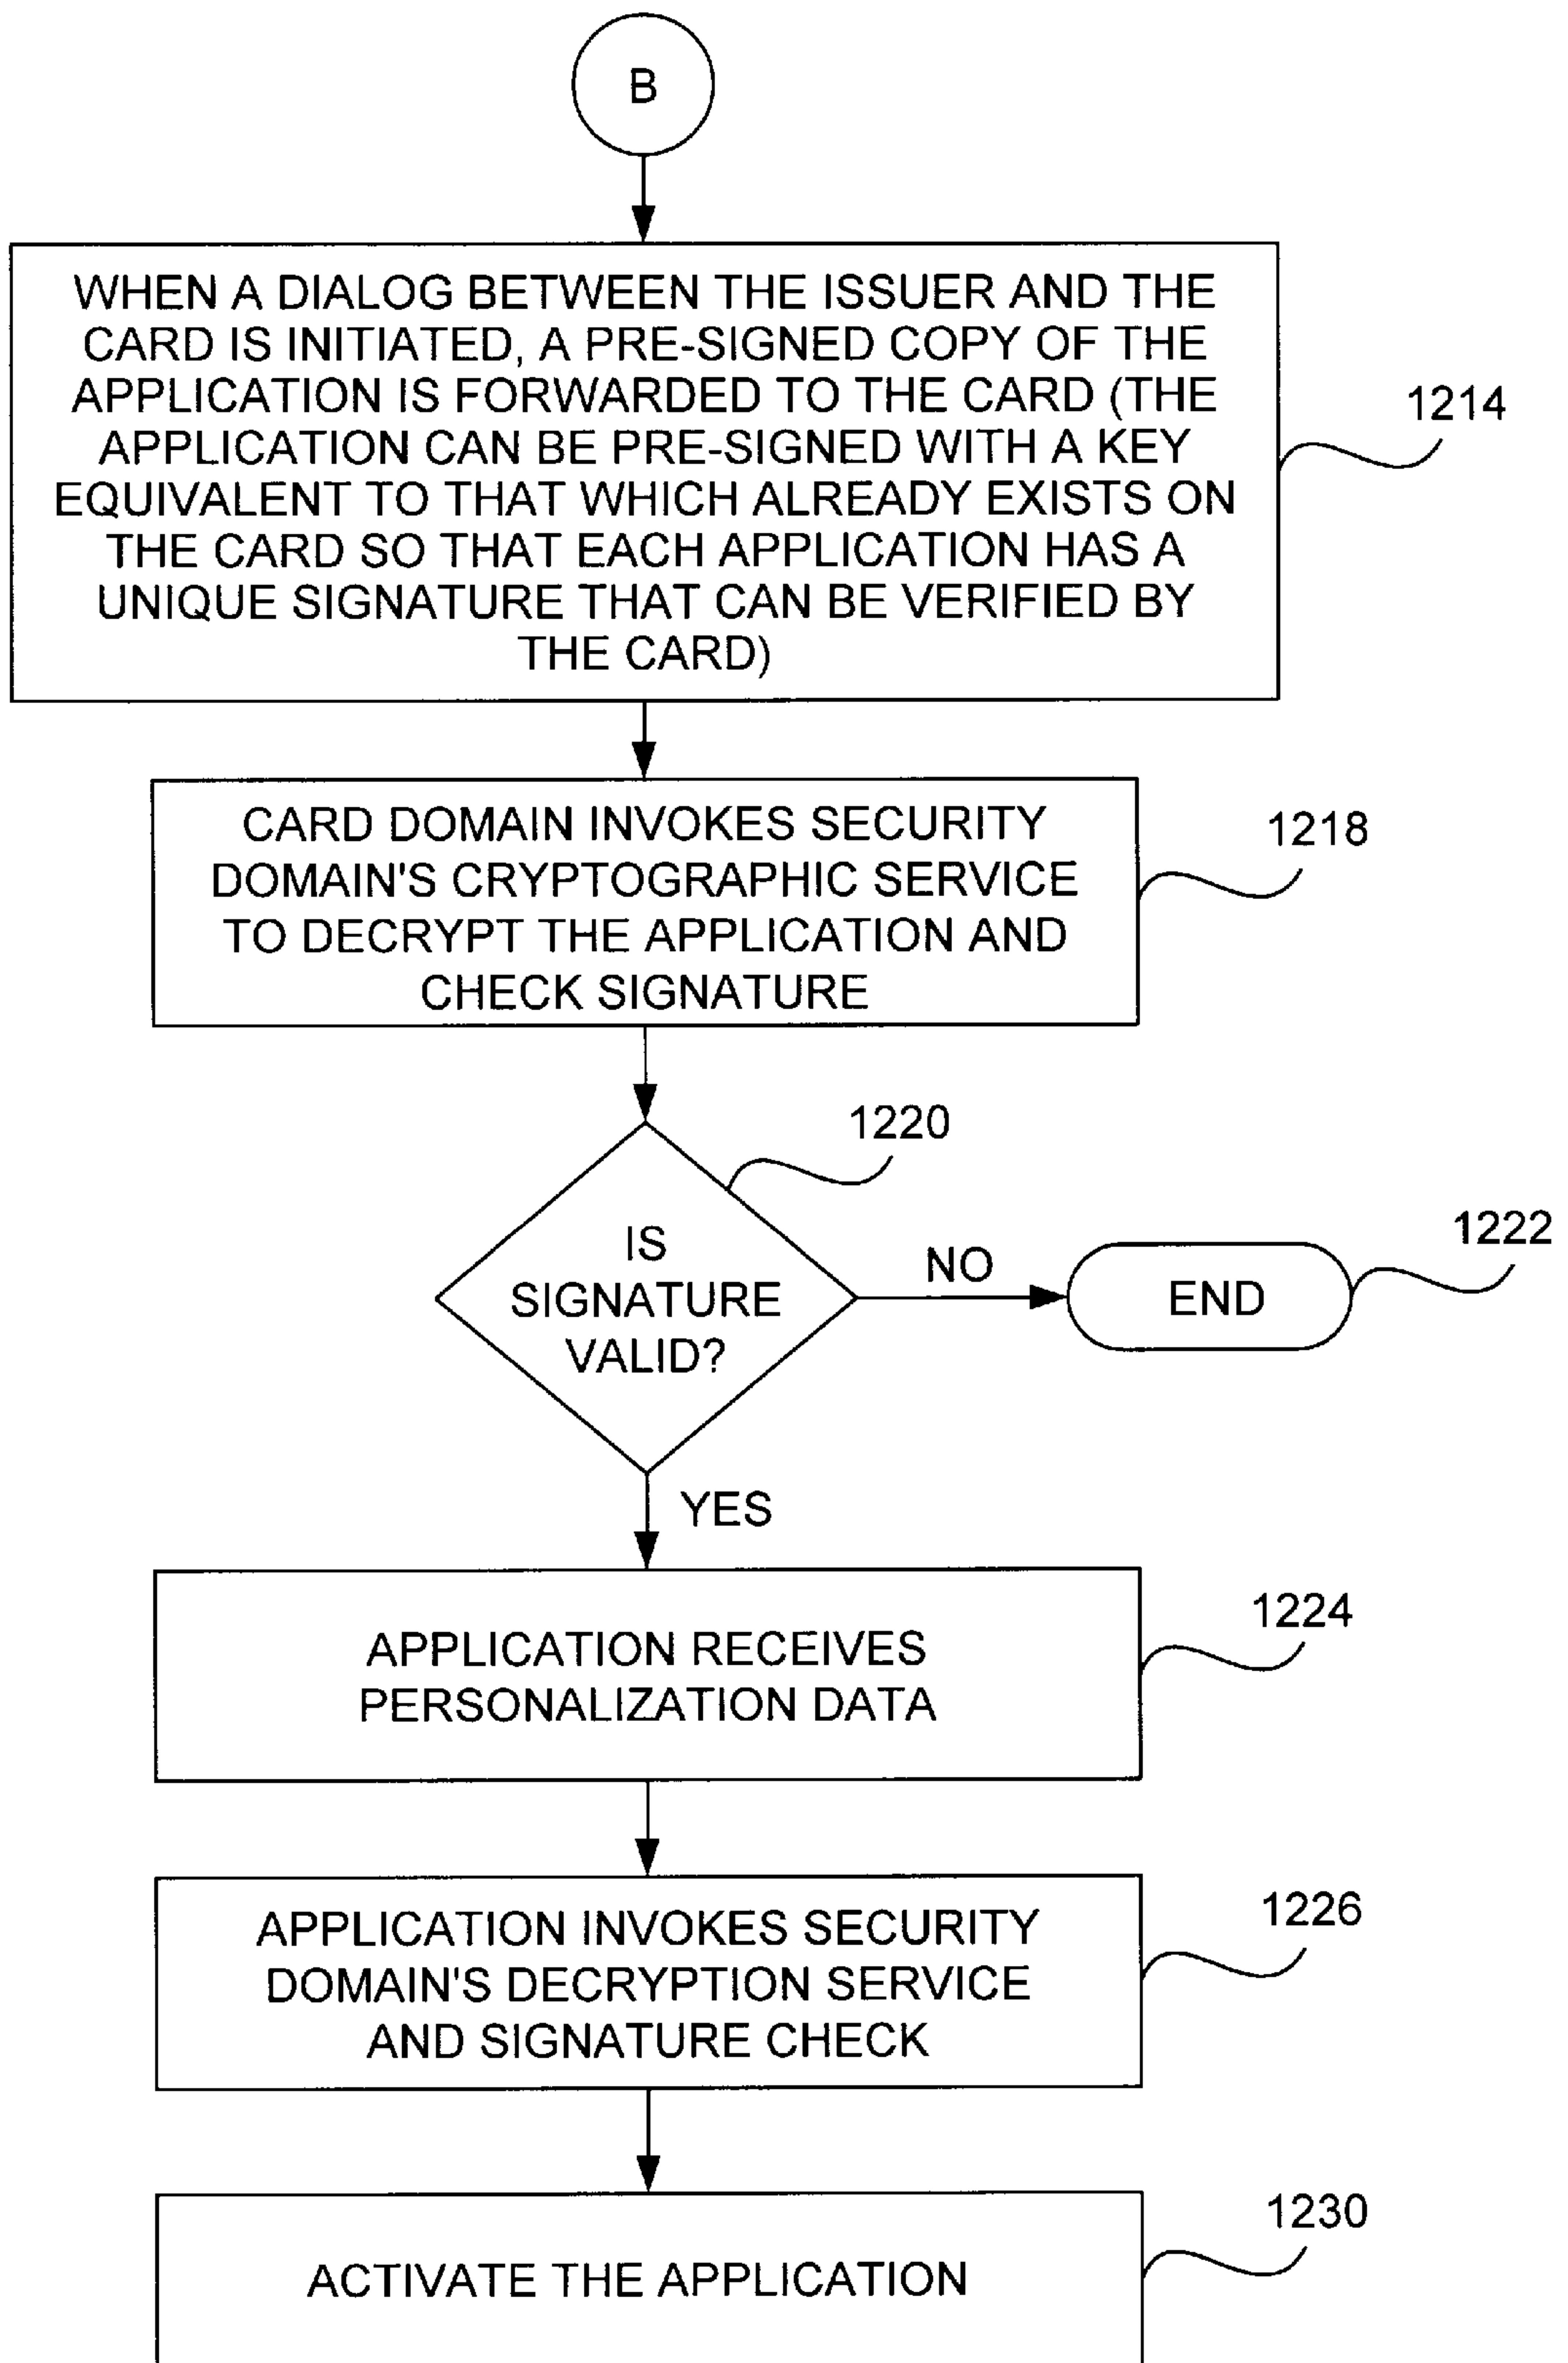 B
WHEN A DIALOG BETWEEN THE ISSUER AND THE
CARD IS INITIATED, A PRE-SIGNED COPY OF THE
APPLICATION IS FORWARDED TO THE CARD (THE
APPLICATION CAN BE PRE-SIGNED WITH A KEY
EQUIVALENT TO THAT WHICH ALREADY EXISTS ON
THE CARD SO THAT EACH APPLICATION HAS A
UNIQUE SIGNATURE THAT CAN BE VERIFIED BY
THE CARD)
1214
CARD DOMAIN INVOKES SECURITY
DOMAIN'S CRYPTOGRAPHIC SERVICE
TO DECRYPT THE APPLICATION AND
CHECK SIGNATURE
1218
IS
SIGNATURE
VALID?
1220
NO
END
1222
YES
APPLICATION RECEIVES
PERSONALIZATION DATA
1224
APPLICATION INVOKES SECURITY
DOMAIN'S DECRYPTION SERVICE
AND SIGNATURE CHECK
1226
ACTIVATE THE APPLICATION
1230